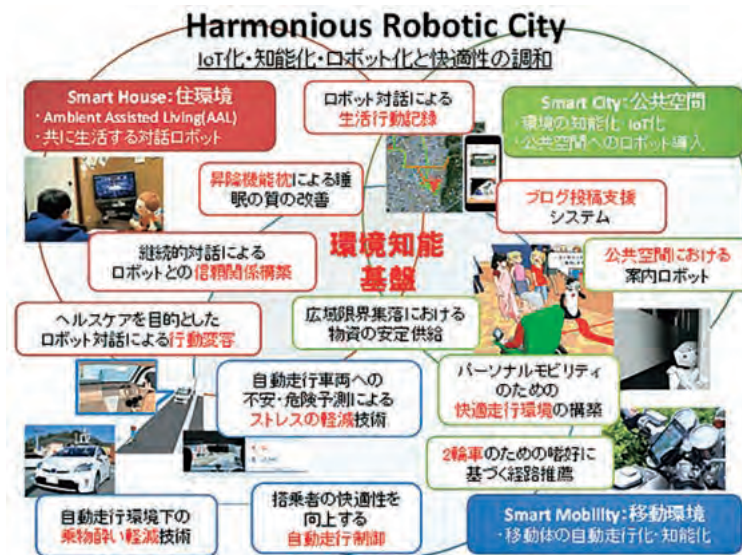 Harmonious Robotic City
IoT化・知能化・ロボット化と快適性の調和
Smart House：住環境
・Ambient Assisted Living(AAL)
・共に生活する対話ロボット
ロボット対話による
生活行動記録
Smart City：公共空間
・環境の知能化・IoT化
・公共空間へのロボット導入
昇降機能枕による睡
眠の質の改善
ブログ投稿支援
システム
継続的対話による
ロボットとの信頼関係構築
環境知能
基盤
公共空間における
案内ロボット
ヘルスケアを目的とした
ロボット対話による行動変容
広域限界集落における
物資の安定供給
自動走行車両への
不安・危険予測による
ストレスの軽減技術
パーソナルモビリティ
のための
快適走行環境の構築
2輪車のための嗜好に
基づく経路推薦
自動走行環境下の
乗物酔い軽減技術
搭乗者の快適性を
向上する
自動走行制御
Smart Mobility：移動環境
・移動体の自動走行化・知能化